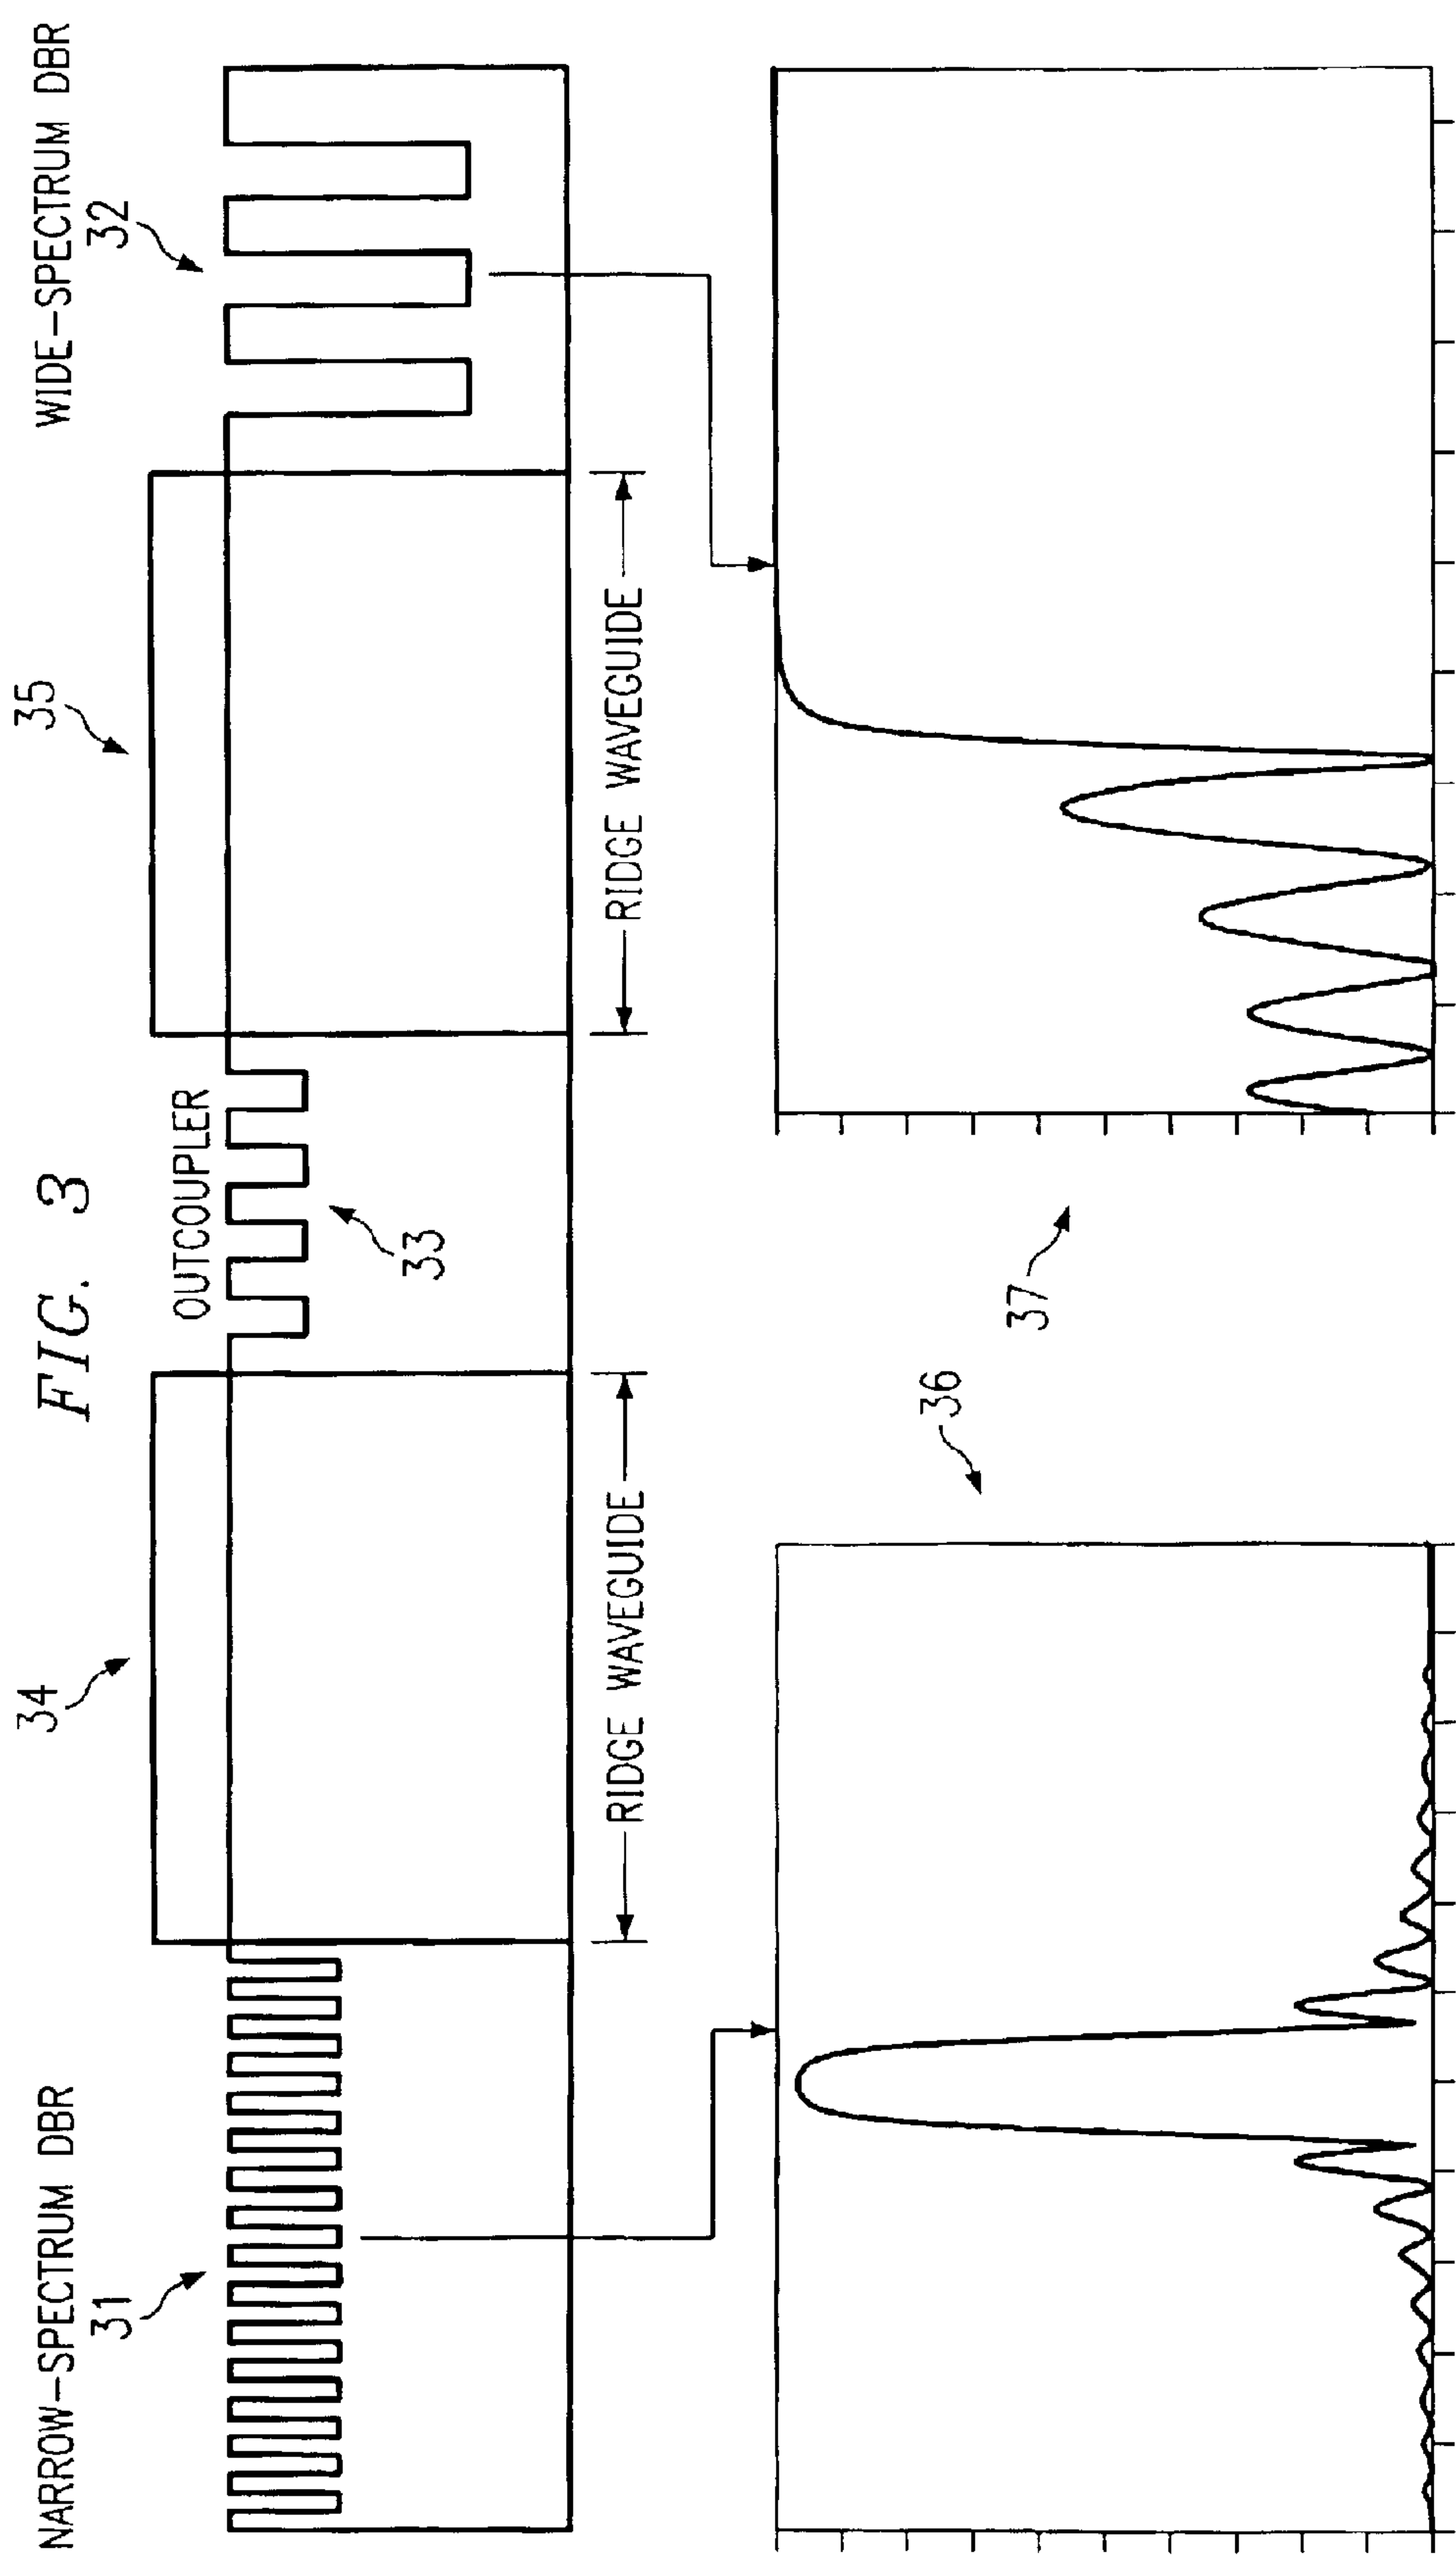 FIG. 3
NARROW-SPECTRUM DBR
31
34
OUTCOUPLER
33
35
WIDE-SPECTRUM DBR
32
RIDGE WAVEGUIDE
RIDGE WAVEGUIDE
36
37